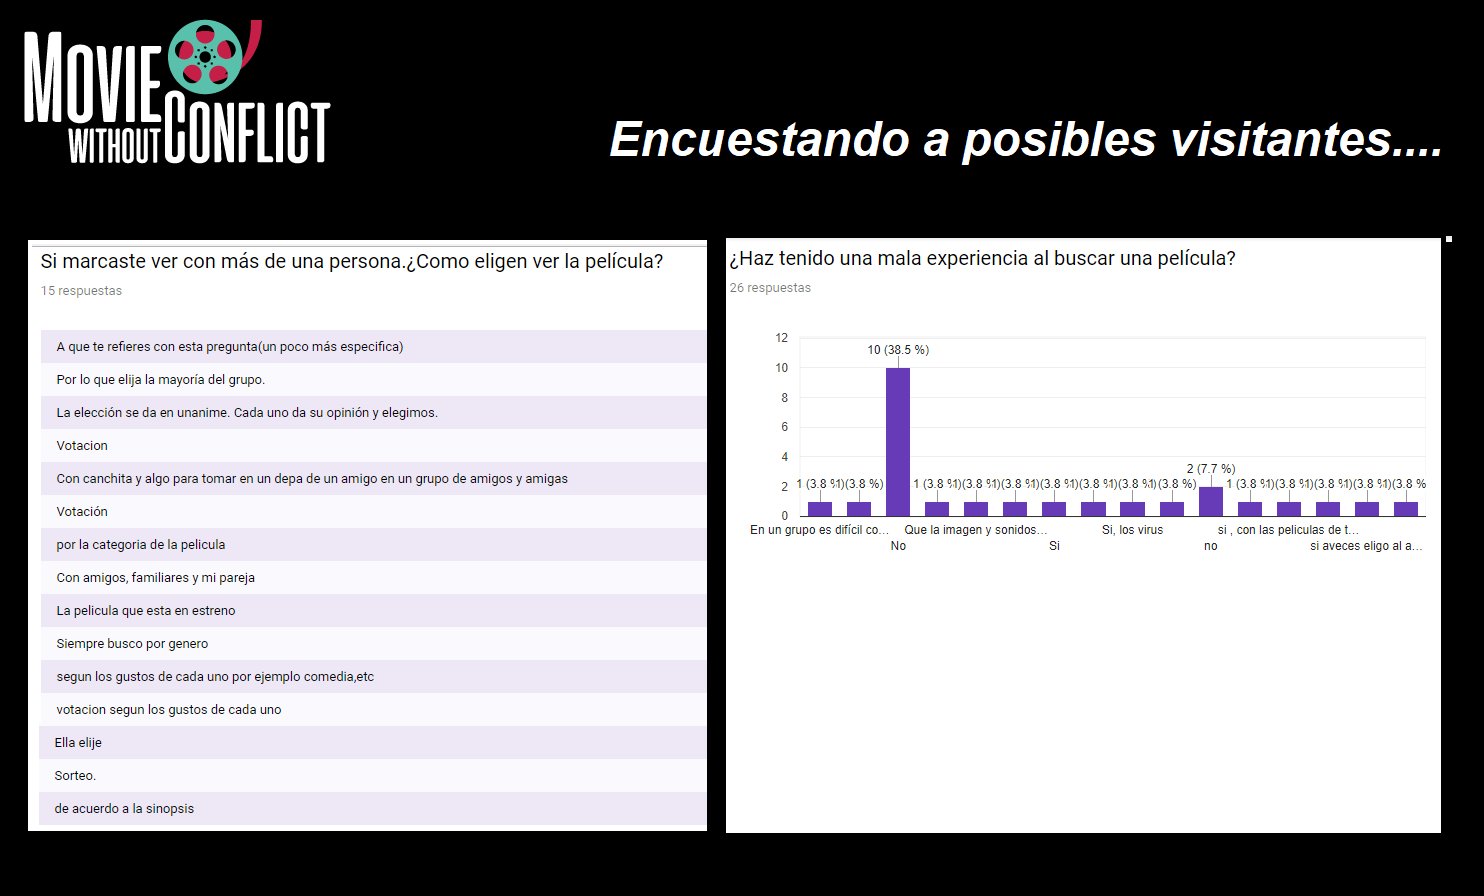 MOVIE
WITHOUT CONFLICT
Encuestando a posibles visitantes....
Si marcaste ver con más de una persona.¿Como eligen ver la película?
15 respuestas
A que te refieres con esta pregunta(un poco más especifica)
Por lo que elija la mayoría del grupo.
La elección se da en unanime. Cada uno da su opinión y elegimos.
Votacion
Con canchita y algo para tomar en un depa de un amigo en un grupo de amigos y amigas
Votación
por la categoria de la pelicula
Con amigos, familiares y mi pareja
La pelicula que esta en estreno
Siempre busco por genero
segun los gustos de cada uno por ejemplo comedia,etc
votacion segun los gustos de cada uno
Ella elije
Sorteo.
de acuerdo a la sinopsis
¿Haz tenido una mala experiencia al buscar una película?
26 respuestas
12
10
8
6
4
2
0
10 (38.5 %)
2 (7.7 %)
1 (3.8 %1)(3.8 %)
1 (3.8 %1)(3.8 %1)(3.8 %1)(3.8 %1)(3.8 %1)(3.8 %1)(3.8 %)
1 (3.8 %1)(3.8 %1)(3.8 %1)(3.8 %1)(3.8 %
En un grupo es difícil co...
Que la imagen y sonidos...
Si, los virus
si , con las peliculas de t...
No
Si
no
si aveces eligo al a...